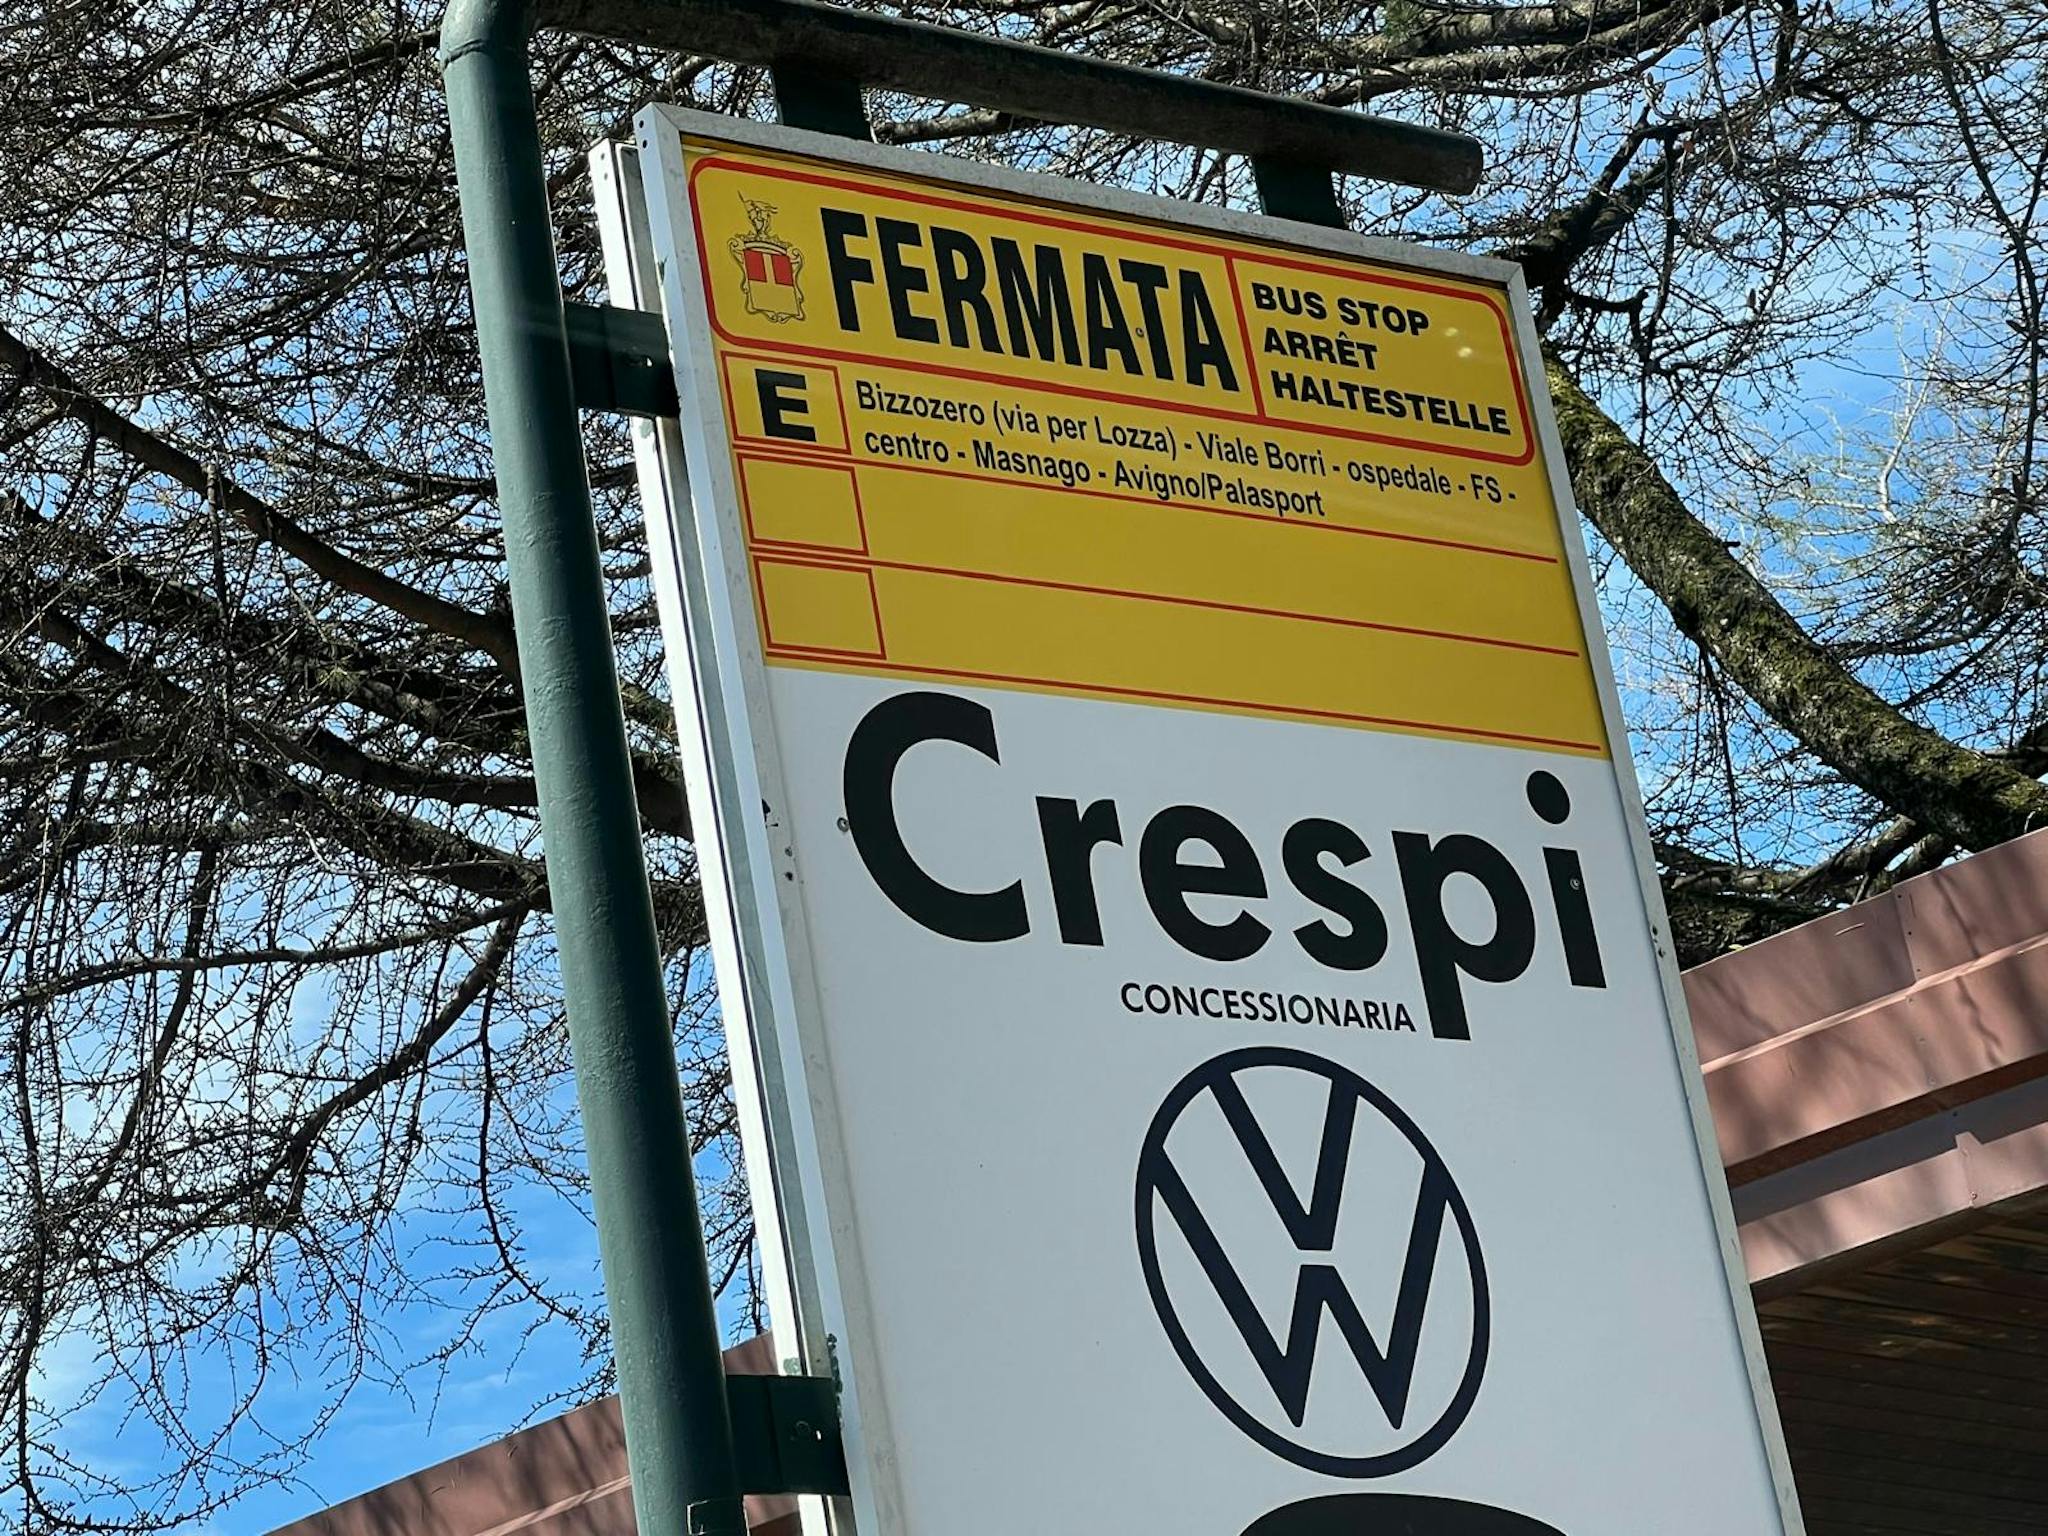 FERMATA
BUS STOP
ARRÊT
HALTESTELLE
E
Bizzozero (via per Lozza) - Viale Borri - ospedale - FS -
centro - Masnago - Avigno/Palasport
Crespi
CONCESSIONARIA